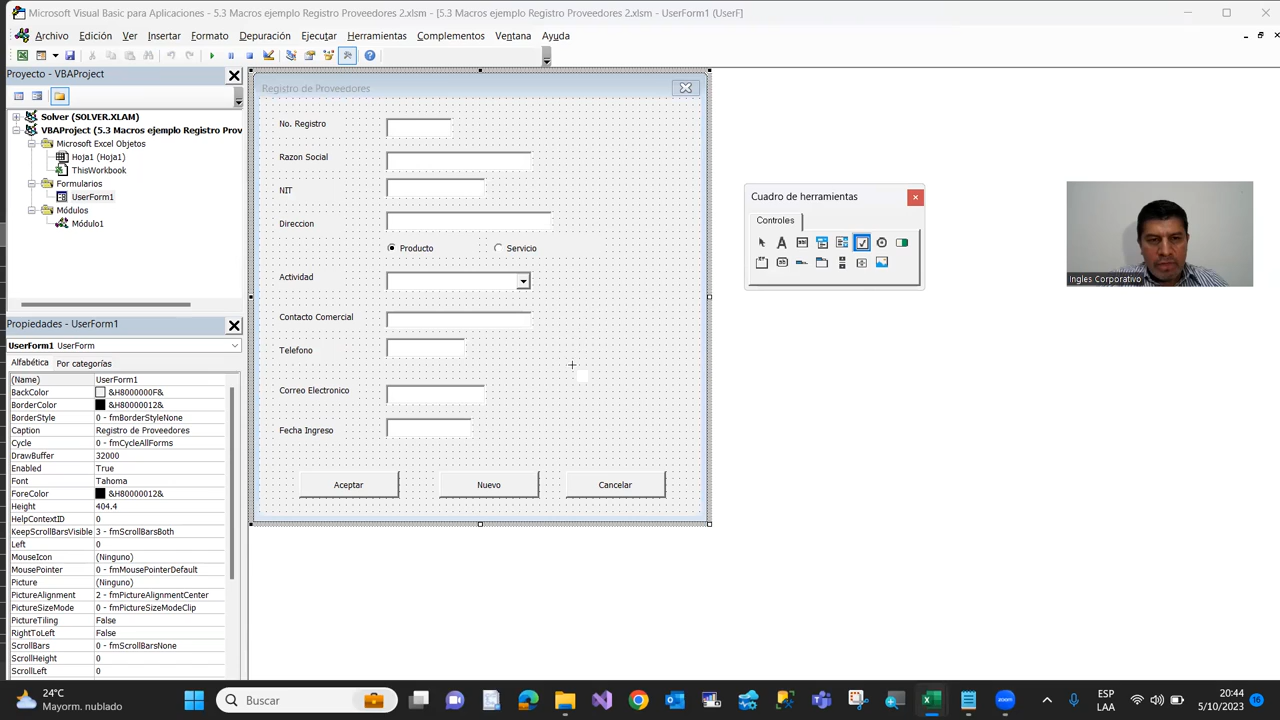 Microsoft Visual Basic para Aplicaciones - 5.3 Macros ejemplo Registro Proveedores 2.xlsm - [5.3 Macros ejemplo Registro Proveedores 2.xlsm - UserForm1 (UserF]
Archivo Edición Ver Insertar Formato Depuración Ejecutar Herramientas Complementos Ventana Ayuda
Proyecto - VBAProject
Solver (SOLVER.XLAM)
VBAProject (5.3 Macros ejemplo Registro Prov
Microsoft Excel Objetos
Hoja1 (Hoja1)
ThisWorkbook
Formularios
UserForm1
Módulos
Módulo1
Propiedades - UserForm1
UserForm1 UserForm
Alfabética Por categorías
(Name) UserForm1
BackColor &H8000000F&
BorderColor &H80000012&
BorderStyle 0 - fmBorderStyleNone
Caption Registro de Proveedores
Cycle 0 - fmCycleAllForms
DrawBuffer 32000
Enabled True
Font Tahoma
ForeColor &H80000012&
Height 404.4
HelpContextID 0
KeepScrollBarsVisible 3 - fmScrollBarsBoth
Left 0
MouseIcon (Ninguno)
MousePointer 0 - fmMousePointerDefault
Picture (Ninguno)
PictureAlignment 2 - fmPictureAlignmentCenter
PictureSizeMode 0 - fmPictureSizeModeClip
PictureTiling False
RightToLeft False
ScrollBars 0 - fmScrollBarsNone
ScrollHeight 0
ScrollLeft 0
Registro de Proveedores
No. Registro
Razon Social
NIT
Direccion
Producto Servicio
Actividad
Contacto Comercial
Telefono
Correo Electronico
Fecha Ingreso
Aceptar Nuevo Cancelar
Cuadro de herramientas
Controles
Ingles Corporativo
24°C
Mayorm. nublado
Buscar
ESP
LAA
20:44
5/10/2023